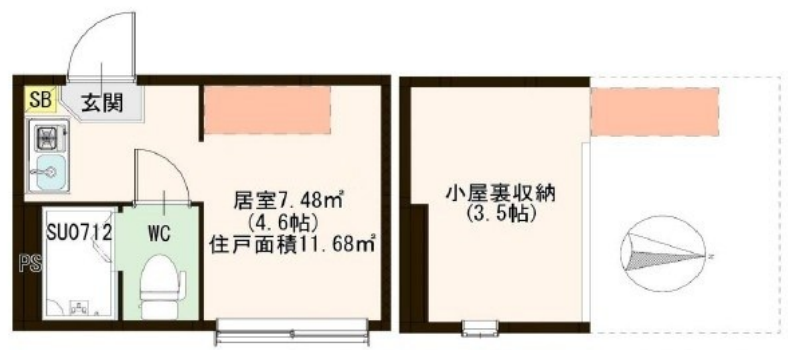 SB
玄関
居室7.48㎡
(4.6帖)
住戸面積11.68㎡
SU0712
WC
PS
小屋裏収納
(3.5帖)
N